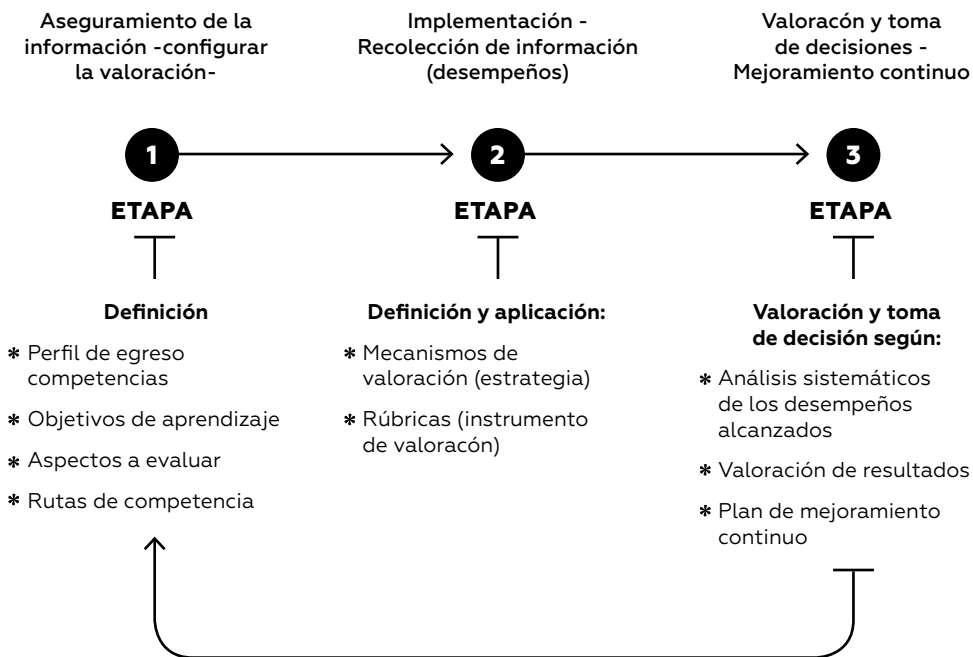 Aseguramiento de la
información -configurar
la valoración-
Implementación -
Recolección de información
(desempeños)
Valoracón y toma
de decisiones -
Mejoramiento continuo
1
2
3
ETAPA
ETAPA
ETAPA
Definición
* Perfil de egreso
competencias
* Objetivos de aprendizaje
* Aspectos a evaluar
* Rutas de competencia
Definición y aplicación:
* Mecanismos de
valoración (estrategia)
* Rúbricas (instrumento
de valoracón)
Valoración y toma
de decisión según:
* Análisis sistemáticos
de los desempeños
alcanzados
* Valoración de resultados
* Plan de mejoramiento
continuo